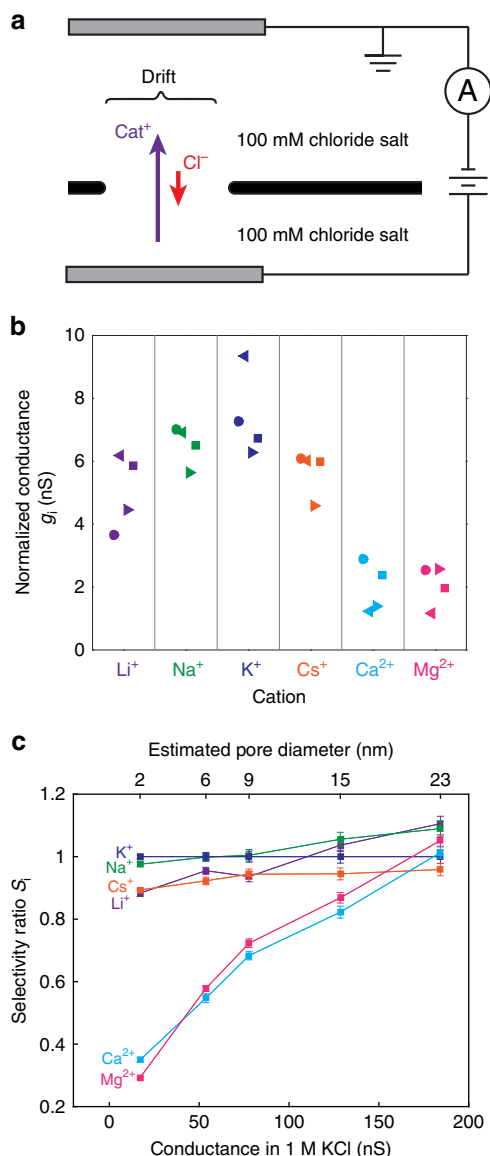 a
Drift
Cat⁺
Cl⁻
A
100 mM chloride salt
100 mM chloride salt
b
Normalized conductance
gᵢ (nS)
10
8
6
4
2
0
Li⁺ Na⁺ K⁺ Cs⁺ Ca²⁺ Mg²⁺
Cation
c
Estimated pore diameter (nm)
2 6 9 15 23
Selectivity ratio Sᵢ
1.2
1
0.8
0.6
0.4
0.2
K⁺
Na⁺
Cs⁺
Li⁺
Ca²⁺
Mg²⁺
0 50 100 150 200
Conductance in 1 M KCl (nS)